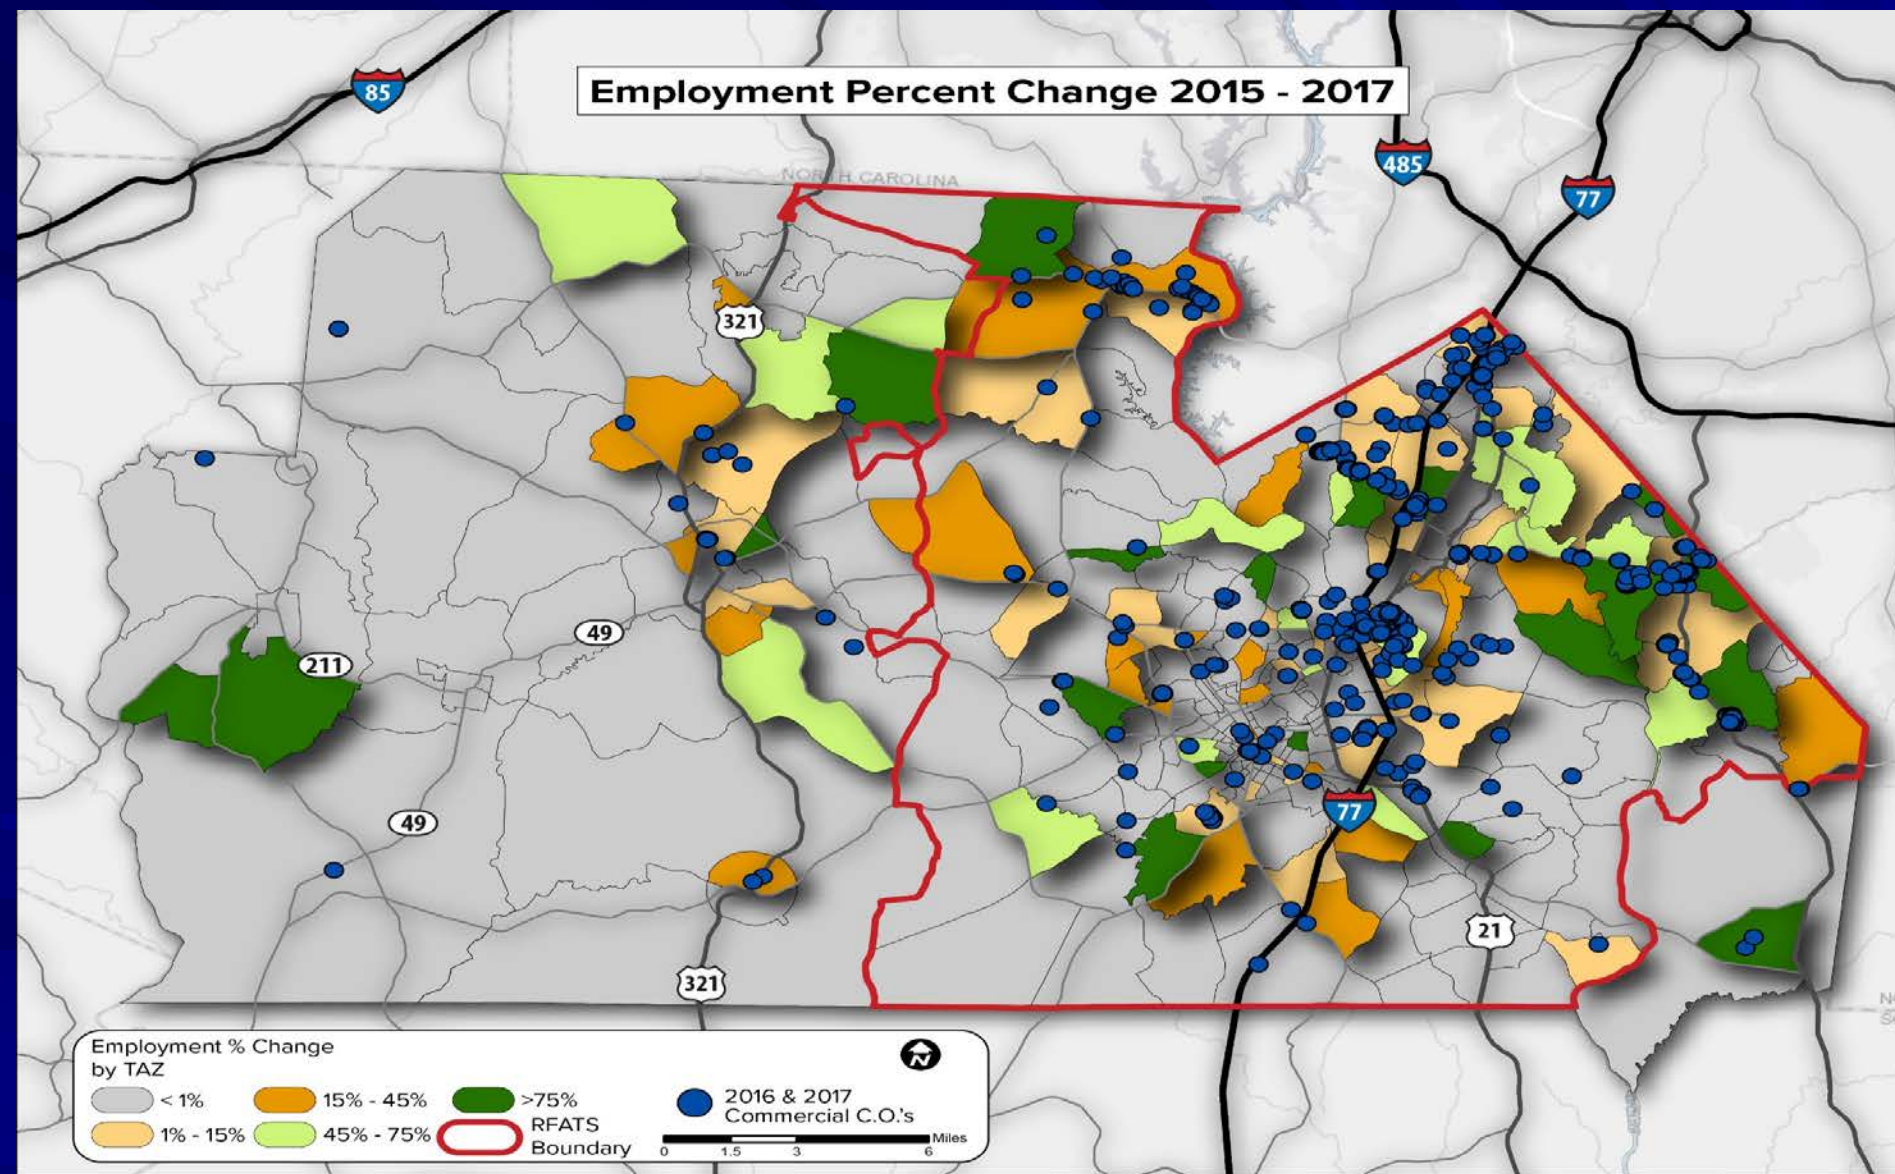 85
Employment Percent Change 2015 - 2017
485
77
NORTH CAROLINA
321
49
211
49
77
21
321
Employment % Change
by TAZ
< 1%
15% - 45%
>75%
1% - 15%
45% - 75%
RFATS
Boundary
N
2016 & 2017
Commercial C.O.'s
0 1.5 3 6 Miles